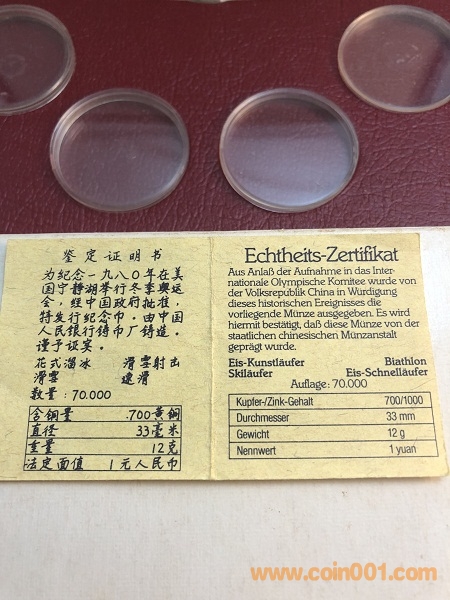 鉴定证明书
为纪念一九八〇年在美
国宁静湖举行冬季奥运
会，经中国政府批准，
特发行纪念币。由中国
人民银行铸币厂铸造。
谨于证实。
花式溜冰 滑雪射击
滑雪 速滑
数量：70.000
含铜量 .700黄铜
直径 33毫米
重量 12克
法定面值 1元人民币
Echtheits-Zertifikat
Aus Anlaß der Aufnahme in das Inter-
nationale Olympische Komitee wurde von
der Volksrepublik China in Würdigung
dieses historischen Ereignisses die
vorliegende Münze ausgegeben. Es wird
hiermit bestätigt, daß diese Münze von der
staatlichen chinesischen Münzanstalt
geprägt wurde.
Eis-Kunstläufer Biathlon
Skiläufer Eis-Schnelläufer
Auflage: 70.000
Kupfer-/Zink-Gehalt 700/1000
Durchmesser 33 mm
Gewicht 12 g
Nennwert 1 yuan
www.coin001.com